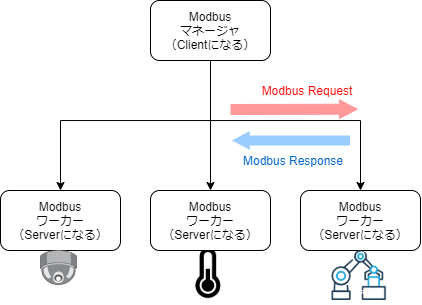 Modbus
マネージャ
（Clientになる）
Modbus Request
Modbus Response
Modbus
ワーカー
（Serverになる）
Modbus
ワーカー
（Serverになる）
Modbus
ワーカー
（Serverになる）